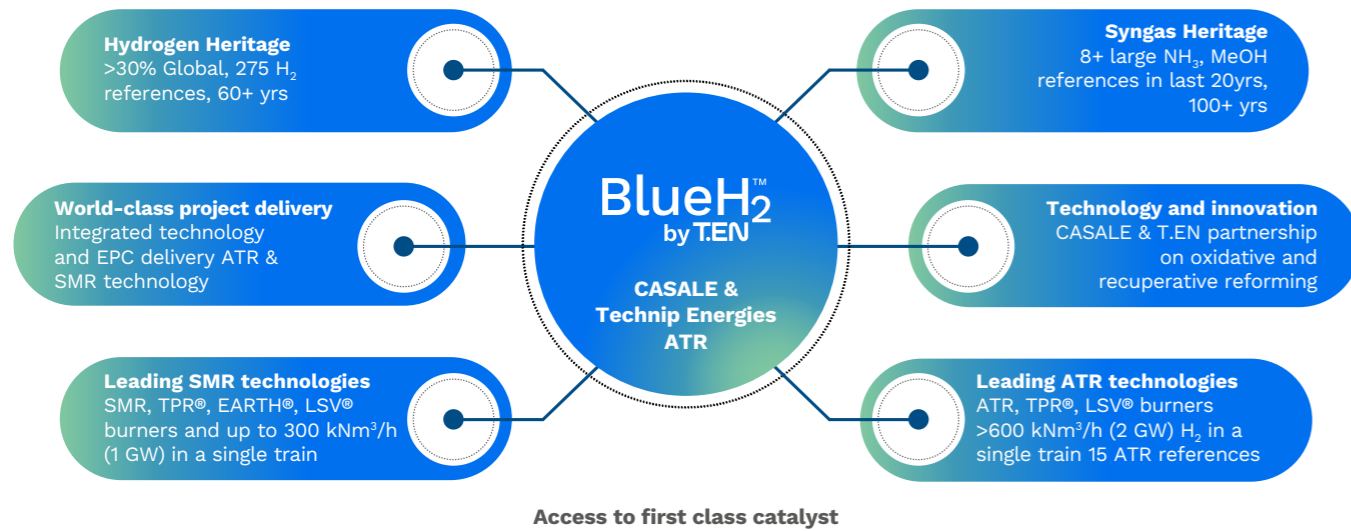 Hydrogen Heritage
>30% Global, 275 H₂
references, 60+ yrs
World-class project delivery
Integrated technology
and EPC delivery ATR &
SMR technology
Leading SMR technologies
SMR, TPR®, EARTH®, LSV®
burners and up to 300 kNm³/h
(1 GW) in a single train
BlueH₂™
by T.EN
CASALE &
Technip Energies
ATR
Syngas Heritage
8+ large NH₃, MeOH
references in last 20yrs,
100+ yrs
Technology and innovation
CASALE & T.EN partnership
on oxidative and
recuperative reforming
Leading ATR technologies
ATR, TPR®, LSV® burners
>600 kNm³/h (2 GW) H₂ in a
single train 15 ATR references
Access to first class catalyst